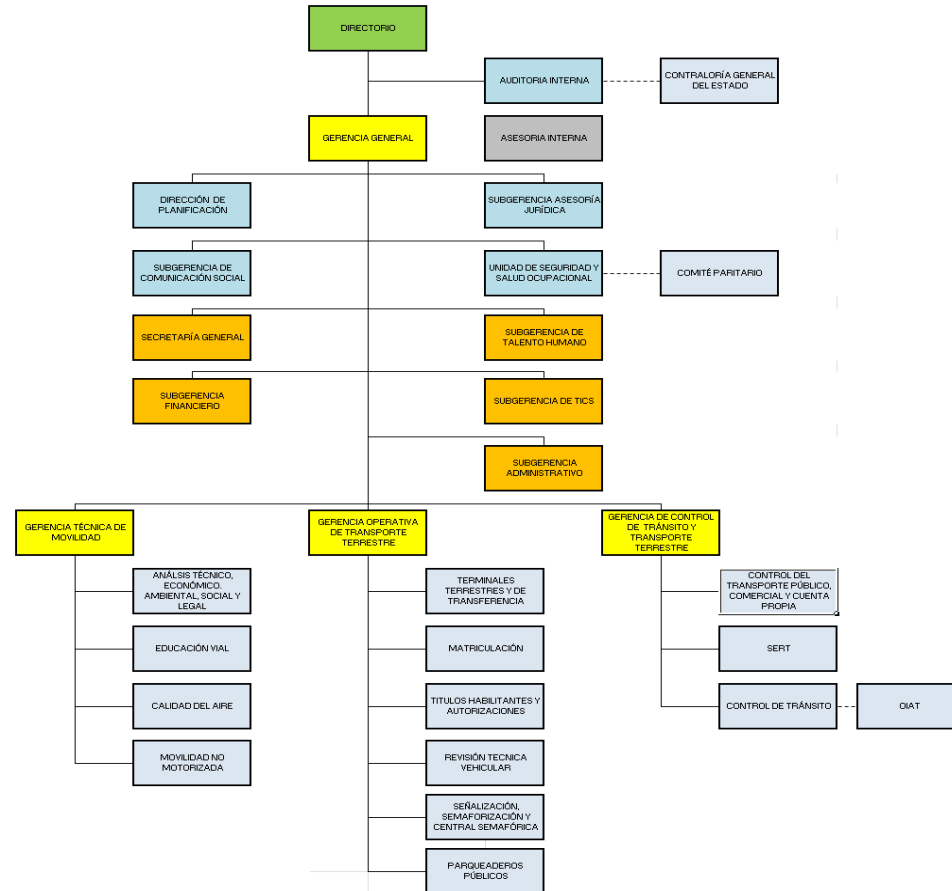 DIRECTORIO
AUDITORIA INTERNA
CONTRALORÍA GENERAL
DEL ESTADO
GERENCIA GENERAL
ASESORIA INTERNA
DIRECCIÓN DE
PLANIFICACIÓN
SUBGERENCIA ASESORÍA
JURÍDICA
SUBGERENCIA DE
COMUNICACIÓN SOCIAL
UNIDAD DE SEGURIDAD Y
SALUD OCUPACIONAL
COMITÉ PARITARIO
SECRETARÍA GENERAL
SUBGERENCIA DE
TALENTO HUMANO
SUBGERENCIA
FINANCIERO
SUBGERENCIA DE TICS
SUBGERENCIA
ADMINISTRATIVO
GERENCIA TÉCNICA DE
MOVILIDAD
GERENCIA OPERATIVA
DE TRANSPORTE
TERRESTRE
GERENCIA DE CONTROL
DE TRÁNSITO Y
TRANSPORTE
TERRESTRE
ANÁLSIS TÉCNICO,
ECONÓMICO.
AMBIENTAL, SOCIAL Y
LEGAL
TERMINALES
TERRESTRES Y DE
TRANSFERENCIA
CONTROL DEL
TRANSPORTE PÚBLICO,
COMERCIAL Y CUENTA
PROPIA
EDUCACIÓN VIAL
MATRICULACIÓN
SERT
CALIDAD DEL AIRE
TITULOS HABILITANTES Y
AUTORIZACIONES
CONTROL DE TRÁNSITO
OIAT
MOVILIDAD NO
MOTORIZADA
REVISIÓN TECNICA
VEHICULAR
SEÑALIZACIÓN,
SEMAFORIZACIÓN Y
CENTRAL SEMAFÓRICA
PARQUEADEROS
PÚBLICOS